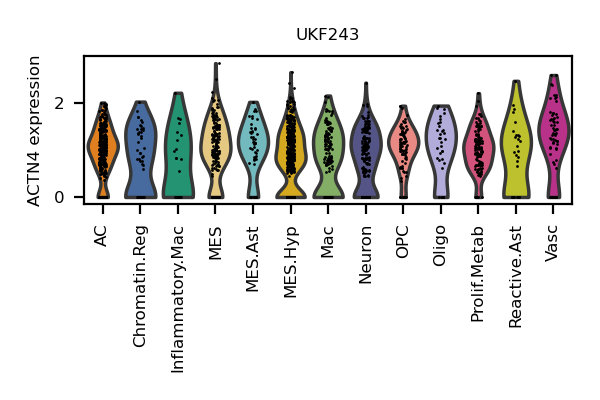 UKF243
ACTN4 expression
2
0
AC
Chromatin.Reg
Inflammatory.Mac
MES
MES.Ast
MES.Hyp
Mac
Neuron
OPC
Oligo
Prolif.Metab
Reactive.Ast
Vasc